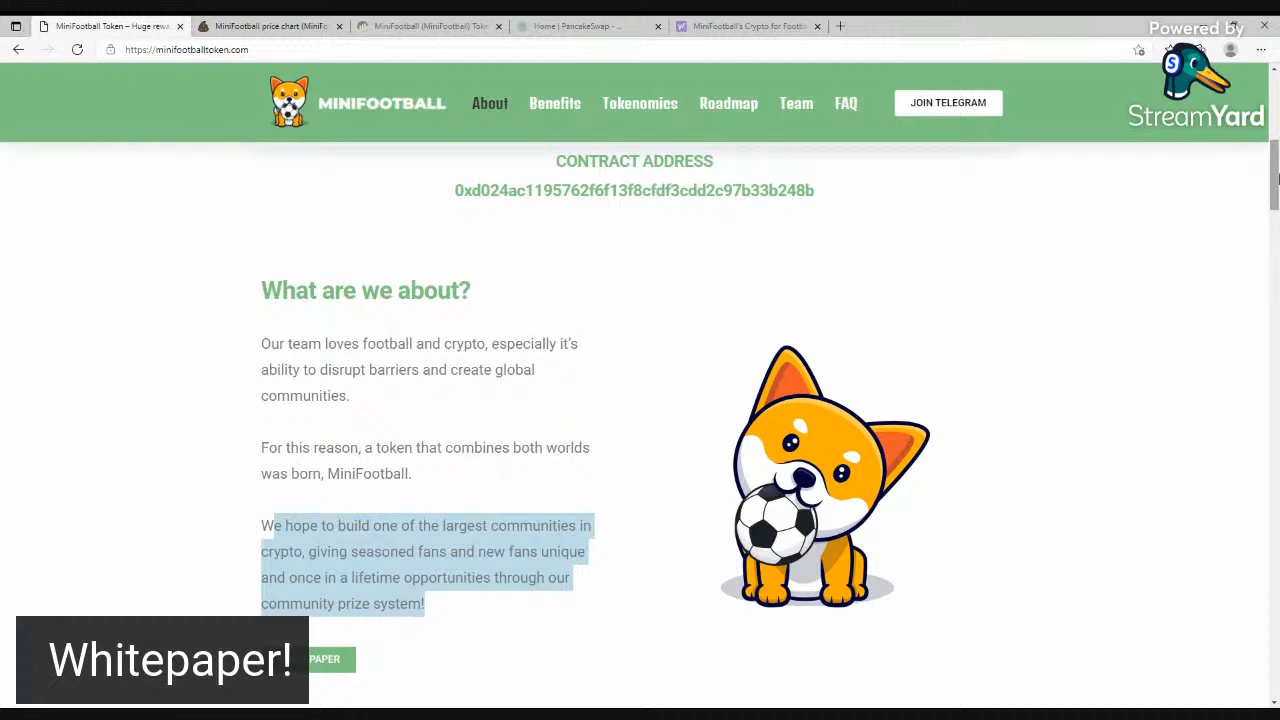 MiniFootball Token – Huge rewa
MiniFootball price chart (MiniFo
MiniFootball (MiniFootball) Toke
Home | PancakeSwap - ...
MiniFootball's Crypto for Footb
https://minifootballtoken.com
Powered by
StreamYard
MINIFOOTBALL
About
Benefits
Tokenomics
Roadmap
Team
FAQ
JOIN TELEGRAM
CONTRACT ADDRESS
0xd024ac1195762f6f13f8cfdf3cdd2c97b33b248b
What are we about?
Our team loves football and crypto, especially it's
ability to disrupt barriers and create global
communities.
For this reason, a token that combines both worlds
was born, MiniFootball.
We hope to build one of the largest communities in
crypto, giving seasoned fans and new fans unique
and once in a lifetime opportunities through our
community prize system!
PAPER
Whitepaper!